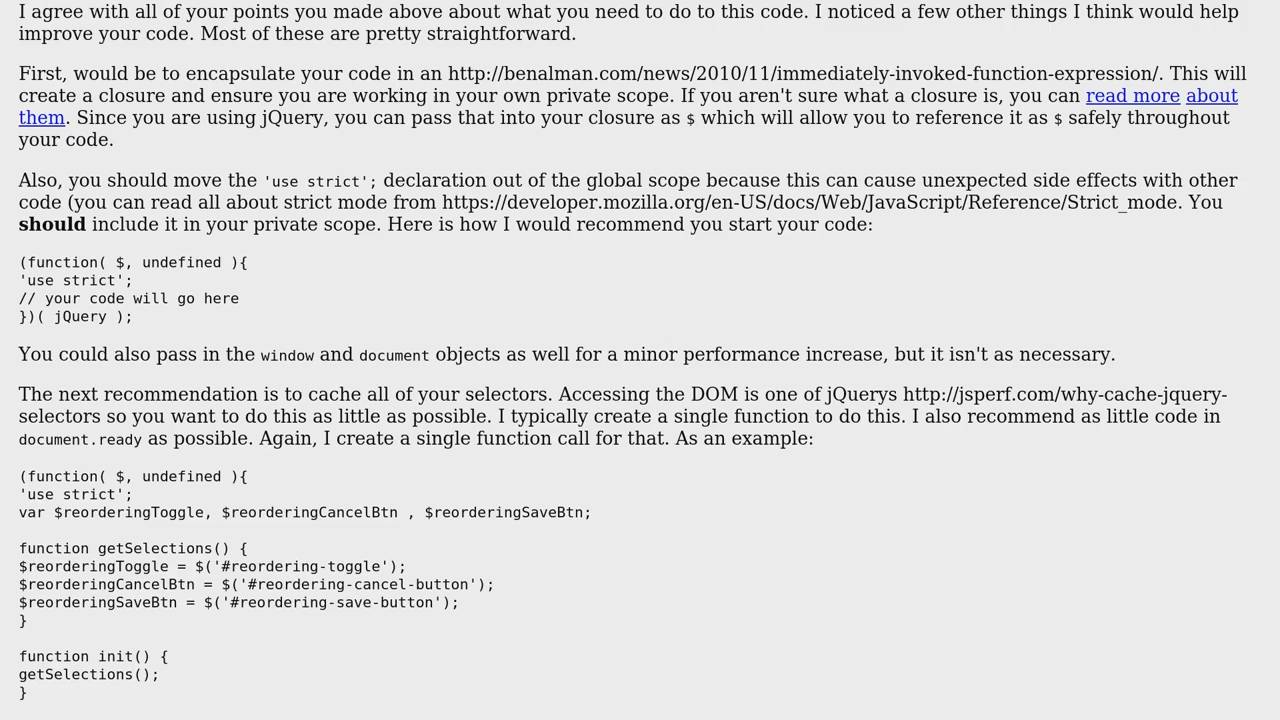 I agree with all of your points you made above about what you need to do to this code. I noticed a few other things I think would help
improve your code. Most of these are pretty straightforward.
First, would be to encapsulate your code in an http://benalman.com/news/2010/11/immediately-invoked-function-expression/. This will
create a closure and ensure you are working in your own private scope. If you aren't sure what a closure is, you can read more about
them. Since you are using jQuery, you can pass that into your closure as $ which will allow you to reference it as $ safely throughout
your code.
Also, you should move the 'use strict'; declaration out of the global scope because this can cause unexpected side effects with other
code (you can read all about strict mode from https://developer.mozilla.org/en-US/docs/Web/JavaScript/Reference/Strict_mode. You
should include it in your private scope. Here is how I would recommend you start your code:
(function( $, undefined ){
'use strict';
// your code will go here
})( jQuery );
You could also pass in the window and document objects as well for a minor performance increase, but it isn't as necessary.
The next recommendation is to cache all of your selectors. Accessing the DOM is one of jQuerys http://jsperf.com/why-cache-jquery-
selectors so you want to do this as little as possible. I typically create a single function to do this. I also recommend as little code in
document.ready as possible. Again, I create a single function call for that. As an example:
(function( $, undefined ){
'use strict';
var $reorderingToggle, $reorderingCancelBtn , $reorderingSaveBtn;
function getSelections() {
$reorderingToggle = $('#reordering-toggle');
$reorderingCancelBtn = $('#reordering-cancel-button');
$reorderingSaveBtn = $('#reordering-save-button');
}
function init() {
getSelections();
}